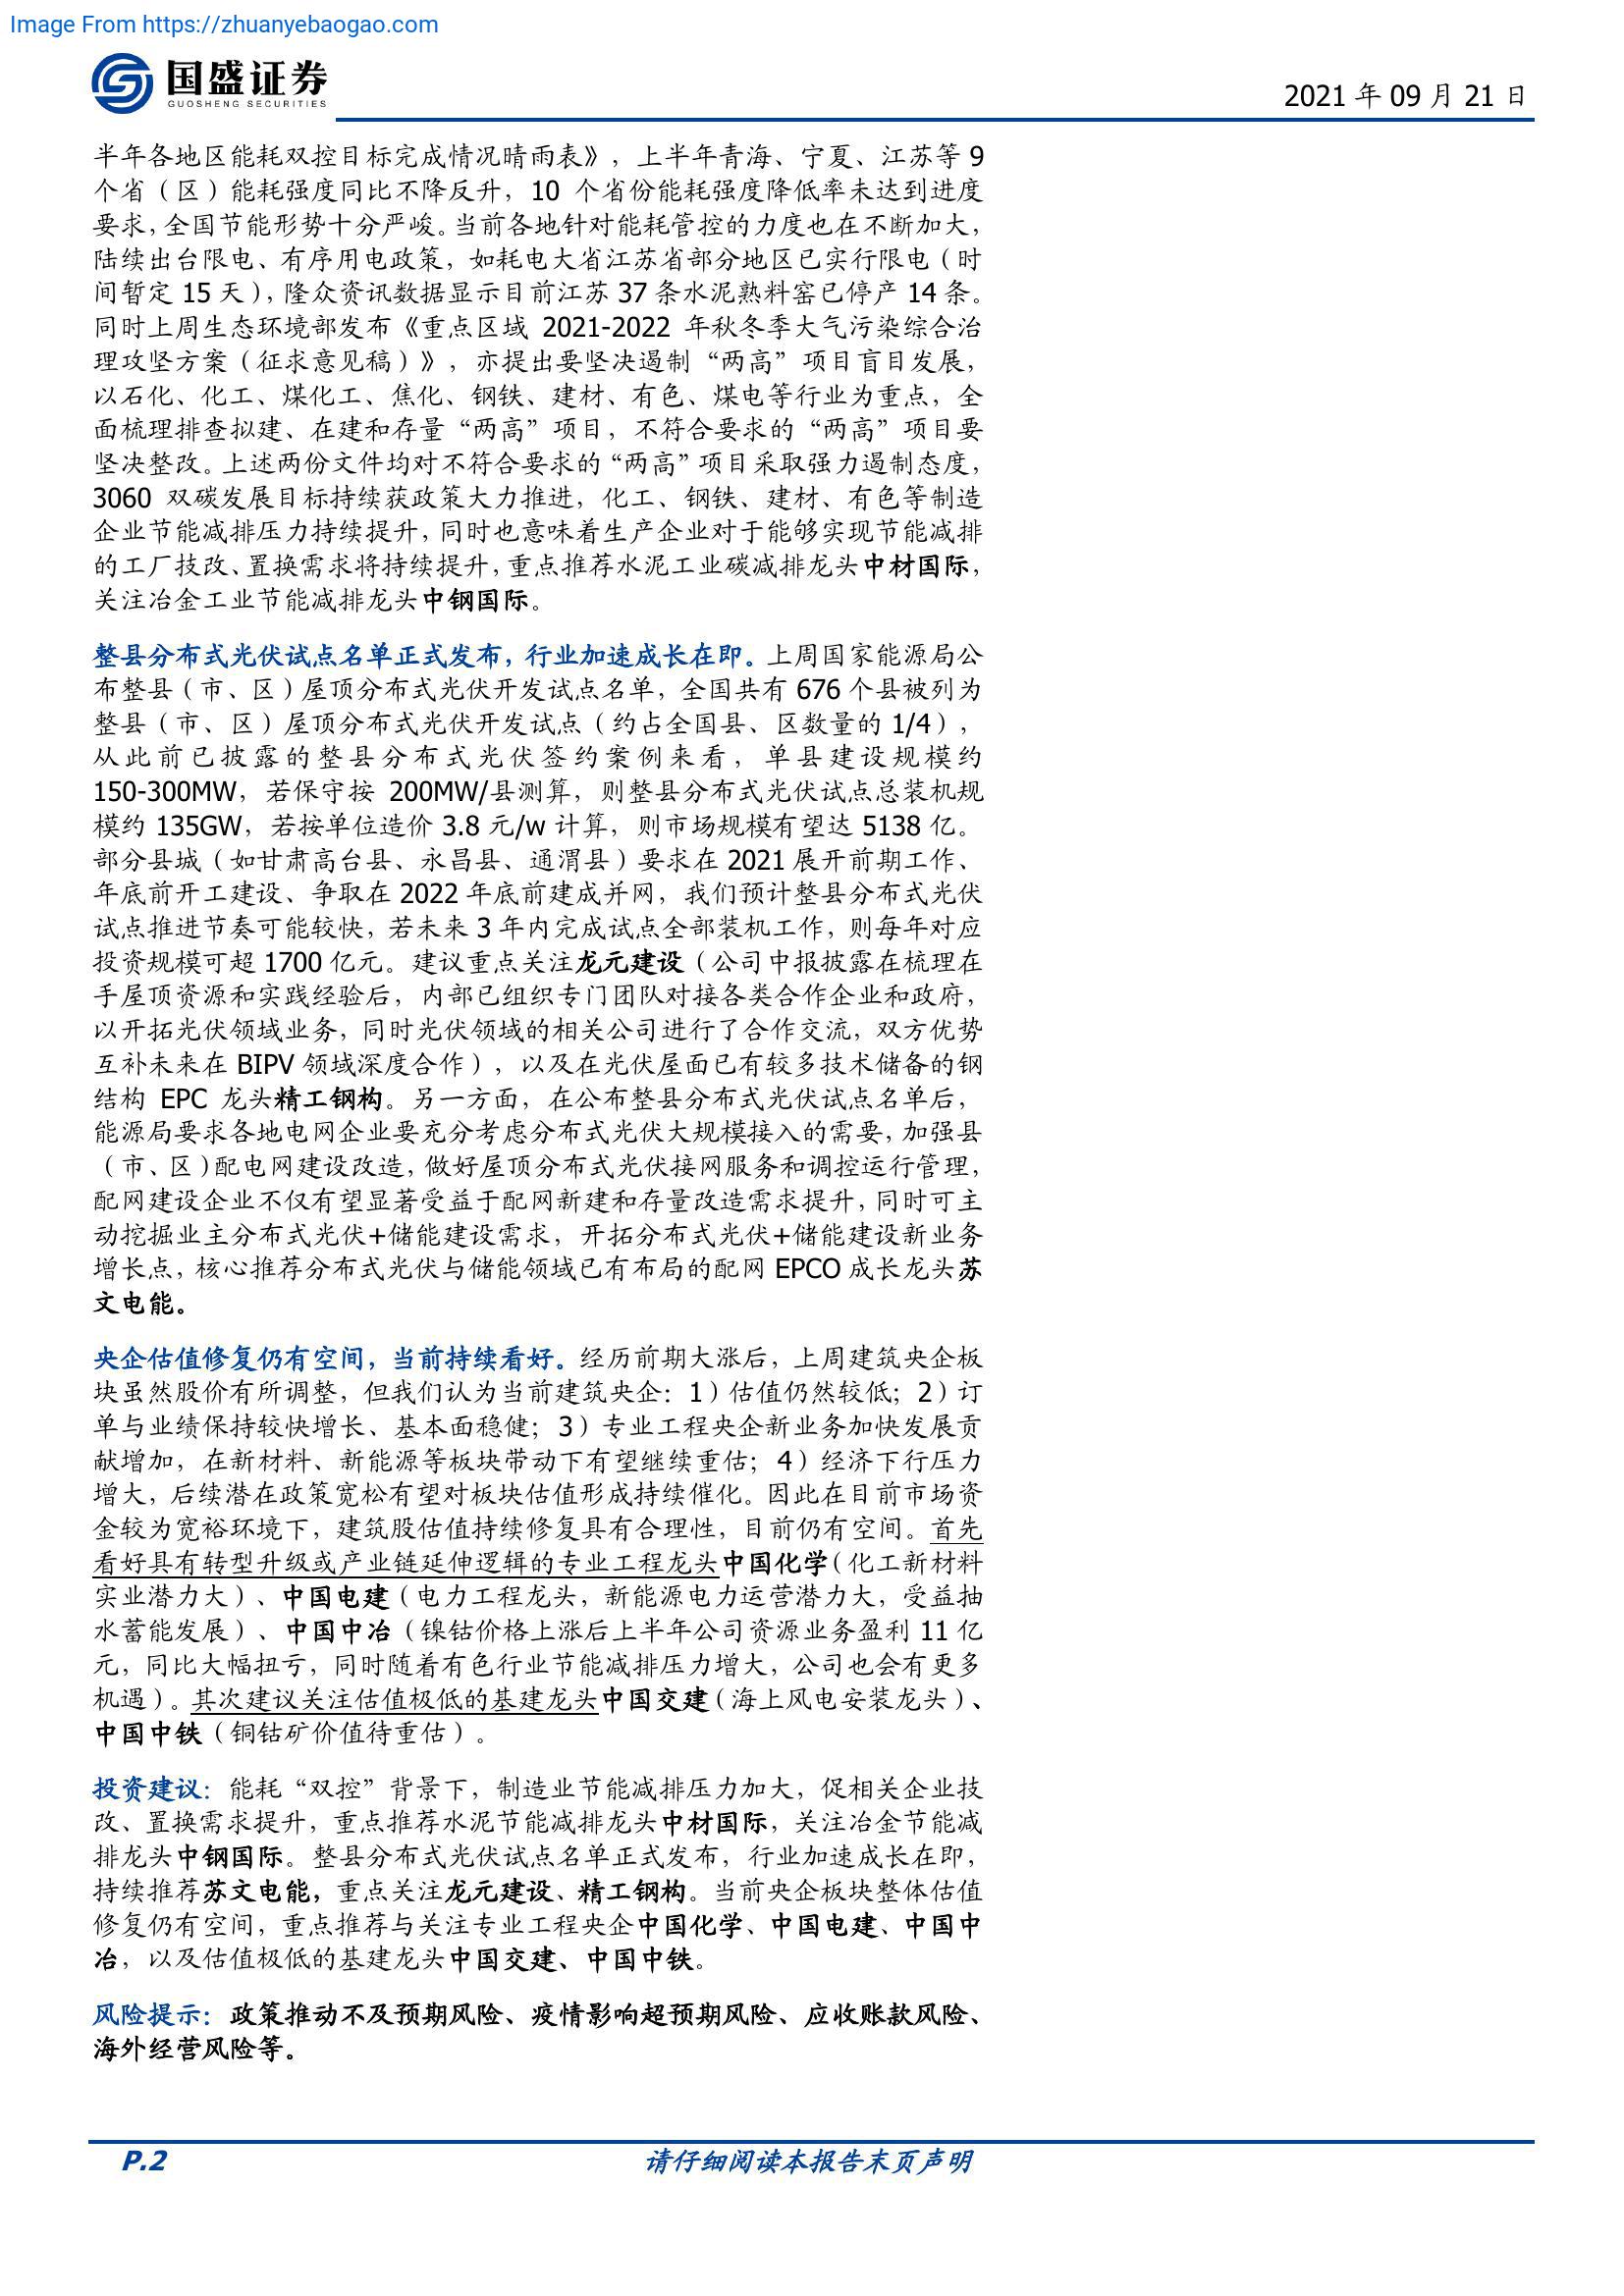 Image From https://zhuanyebaogao.com
国盛证券
GUOSHENG SECURITIES
2021 年 09 月 21 日
半年各地区能耗双控目标完成情况晴雨表》，上半年青海、宁夏、江苏等 9
个省（区）能耗强度同比不降反升，10 个省份能耗强度降低率未达到进度
要求，全国节能形势十分严峻。当前各地针对能耗管控的力度也在不断加大，
陆续出台限电、有序用电政策，如耗电大省江苏省部分地区已实行限电（时
间暂定 15 天），隆众资讯数据显示目前江苏 37 条水泥熟料窑已停产 14 条。
同时上周生态环境部发布《重点区域 2021-2022 年秋冬季大气污染综合治
理攻坚方案（征求意见稿）》，亦提出要坚决遏制“两高”项目盲目发展，
以石化、化工、煤化工、焦化、钢铁、建材、有色、煤电等行业为重点，全
面梳理排查拟建、在建和存量“两高”项目，不符合要求的“两高”项目要
坚决整改。上述两份文件均对不符合要求的“两高”项目采取强力遏制态度，
3060 双碳发展目标持续获政策大力推进，化工、钢铁、建材、有色等制造
企业节能减排压力持续提升，同时也意味着生产企业对于能够实现节能减排
的工厂技改、置换需求将持续提升，重点推荐水泥工业碳减排龙头中材国际，
关注冶金工业节能减排龙头中钢国际。
整县分布式光伏试点名单正式发布，行业加速成长在即。上周国家能源局公
布整县（市、区）屋顶分布式光伏开发试点名单，全国共有 676 个县被列为
整县（市、区）屋顶分布式光伏开发试点（约占全国县、区数量的 1/4），
从此前已披露的整县分布式光伏签约案例来看，单县建设规模约
150-300MW，若保守按 200MW/县测算，则整县分布式光伏试点总装机规
模约 135GW，若按单位造价 3.8 元/w 计算，则市场规模有望达 5138 亿。
部分县城（如甘肃高台县、永昌县、通渭县）要求在 2021 展开前期工作、
年底前开工建设、争取在 2022 年底前建成并网，我们预计整县分布式光伏
试点推进节奏可能较快，若未来 3 年内完成试点全部装机工作，则每年对应
投资规模可超 1700 亿元。建议重点关注龙元建设（公司中报披露在梳理在
手屋顶资源和实践经验后，内部已组织专门团队对接各类合作企业和政府，
以开拓光伏领域业务，同时光伏领域的相关公司进行了合作交流，双方优势
互补未来在 BIPV 领域深度合作），以及在光伏屋面已有较多技术储备的钢
结构 EPC 龙头精工钢构。另一方面，在公布整县分布式光伏试点名单后，
能源局要求各地电网企业要充分考虑分布式光伏大规模接入的需要，加强县
（市、区）配电网建设改造，做好屋顶分布式光伏接网服务和调控运行管理，
配网建设企业不仅有望显著受益于配网新建和存量改造需求提升，同时可主
动挖掘业主分布式光伏+储能建设需求，开拓分布式光伏+储能建设新业务
增长点，核心推荐分布式光伏与储能领域已有布局的配网 EPCO 成长龙头苏
文电能。
央企估值修复仍有空间，当前持续看好。经历前期大涨后，上周建筑央企板
块虽然股价有所调整，但我们认为当前建筑央企：1）估值仍然较低；2）订
单与业绩保持较快增长、基本面稳健；3）专业工程央企新业务加快发展贡
献增加，在新材料、新能源等板块带动下有望继续重估；4）经济下行压力
增大，后续潜在政策宽松有望对板块估值形成持续催化。因此在目前市场资
金较为宽裕环境下，建筑股估值持续修复具有合理性，目前仍有空间。首先
看好具有转型升级或产业链延伸逻辑的专业工程龙头中国化学（化工新材料
实业潜力大）、中国电建（电力工程龙头，新能源电力运营潜力大，受益抽
水蓄能发展）、中国中冶（镍钴价格上涨后上半年公司资源业务盈利 11 亿
元，同比大幅扭亏，同时随着有色行业节能减排压力增大，公司也会有更多
机遇）。其次建议关注估值极低的基建龙头中国交建（海上风电安装龙头）、
中国中铁（铜钴矿价值待重估）。
投资建议：能耗“双控”背景下，制造业节能减排压力加大，促相关企业技
改、置换需求提升，重点推荐水泥节能减排龙头中材国际，关注冶金节能减
排龙头中钢国际。整县分布式光伏试点名单正式发布，行业加速成长在即，
持续推荐苏文电能，重点关注龙元建设、精工钢构。当前央企板块整体估值
修复仍有空间，重点推荐与关注专业工程央企中国化学、中国电建、中国中
冶，以及估值极低的基建龙头中国交建、中国中铁。
风险提示：政策推动不及预期风险、疫情影响超预期风险、应收账款风险、
海外经营风险等。
P.2
请仔细阅读本报告末页声明